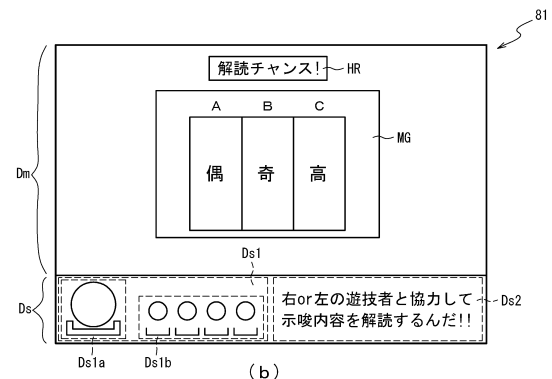 81
解読チャンス!
HR
A B C
偶 奇 高
MG
Dm
Ds1
Ds
右or左の遊技者と協力して
示唆内容を解読するんだ!!
Ds2
Ds1a
Ds1b
(b)